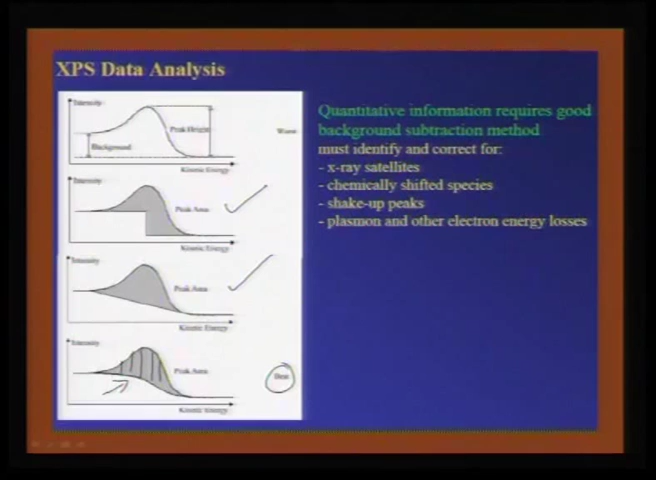 XPS Data Analysis
Intensity
Peak Height
Background
Worst
Kinetic Energy
Intensity
Peak Area
Kinetic Energy
Intensity
Peak Area
Kinetic Energy
Intensity
Peak Area
Best
Kinetic Energy
Quantitative information requires good
background subtraction method
must identify and correct for:
- x-ray satellites
- chemically shifted species
- shake-up peaks
- plasmon and other electron energy losses